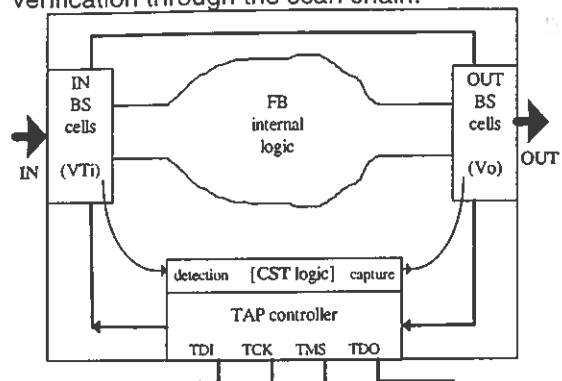 verification through the scan chain.
IN
BS
cells
(VTi)
FB
internal
logic
OUT
BS
cells
(Vo)
IN
OUT
detection [CST logic] capture
TAP controller
TDI TCK TMS TDO